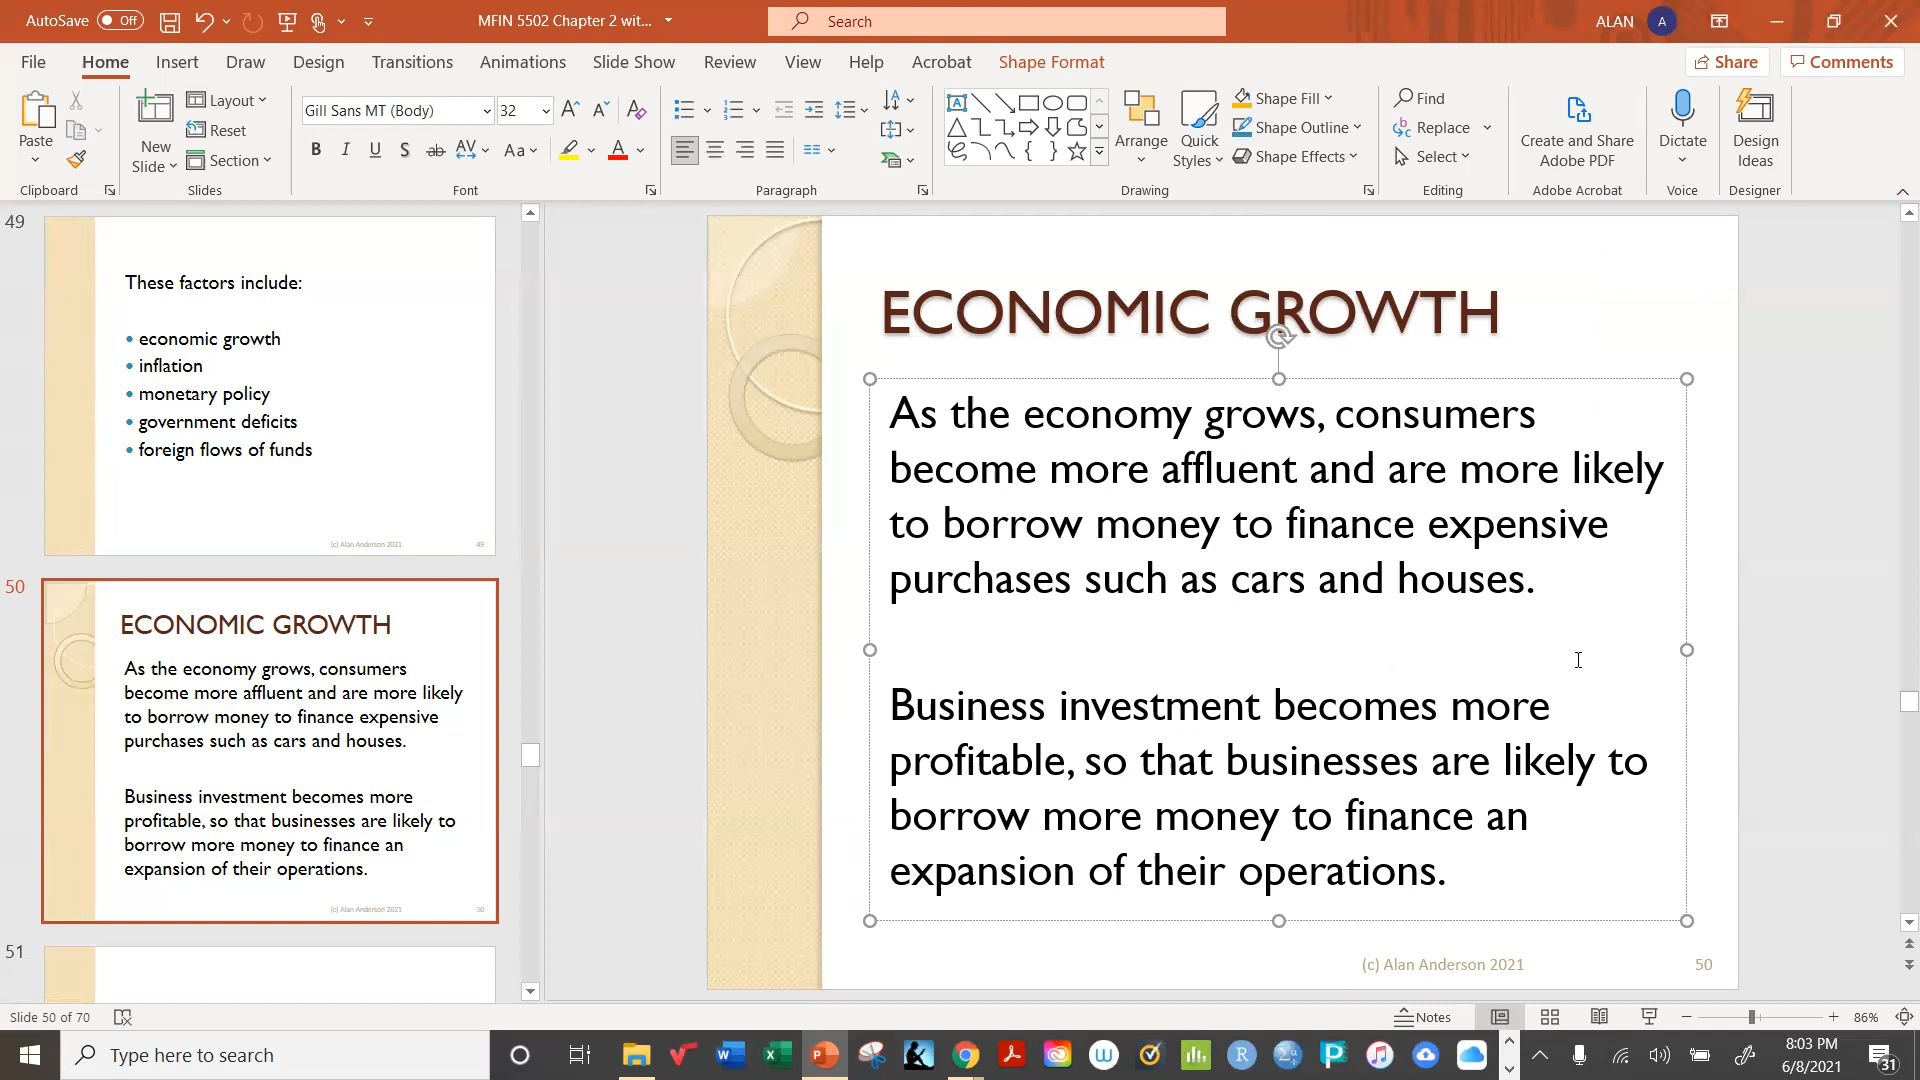 AutoSave Off MFIN 5502 Chapter 2 wit... Search ALAN A
File Home Insert Draw Design Transitions Animations Slide Show Review View Help Acrobat Shape Format Share Comments
Paste
Clipboard
New Slide
Layout
Reset
Section
Slides
Gill Sans MT (Body) 32
Font
Paragraph
Arrange
Quick Styles
Shape Fill
Shape Outline
Shape Effects
Drawing
Find
Replace
Select
Editing
Create and Share
Adobe PDF
Adobe Acrobat
Dictate
Voice
Design
Ideas
Designer
49
These factors include:
• economic growth
• inflation
• monetary policy
• government deficits
• foreign flows of funds
(c) Alan Anderson 2021 49
50
ECONOMIC GROWTH
As the economy grows, consumers
become more affluent and are more likely
to borrow money to finance expensive
purchases such as cars and houses.
Business investment becomes more
profitable, so that businesses are likely to
borrow more money to finance an
expansion of their operations.
(c) Alan Anderson 2021 50
51
ECONOMIC GROWTH
As the economy grows, consumers
become more affluent and are more likely
to borrow money to finance expensive
purchases such as cars and houses.
Business investment becomes more
profitable, so that businesses are likely to
borrow more money to finance an
expansion of their operations.
(c) Alan Anderson 2021 50
Slide 50 of 70 Notes 86%
Type here to search
8:03 PM
6/8/2021
31